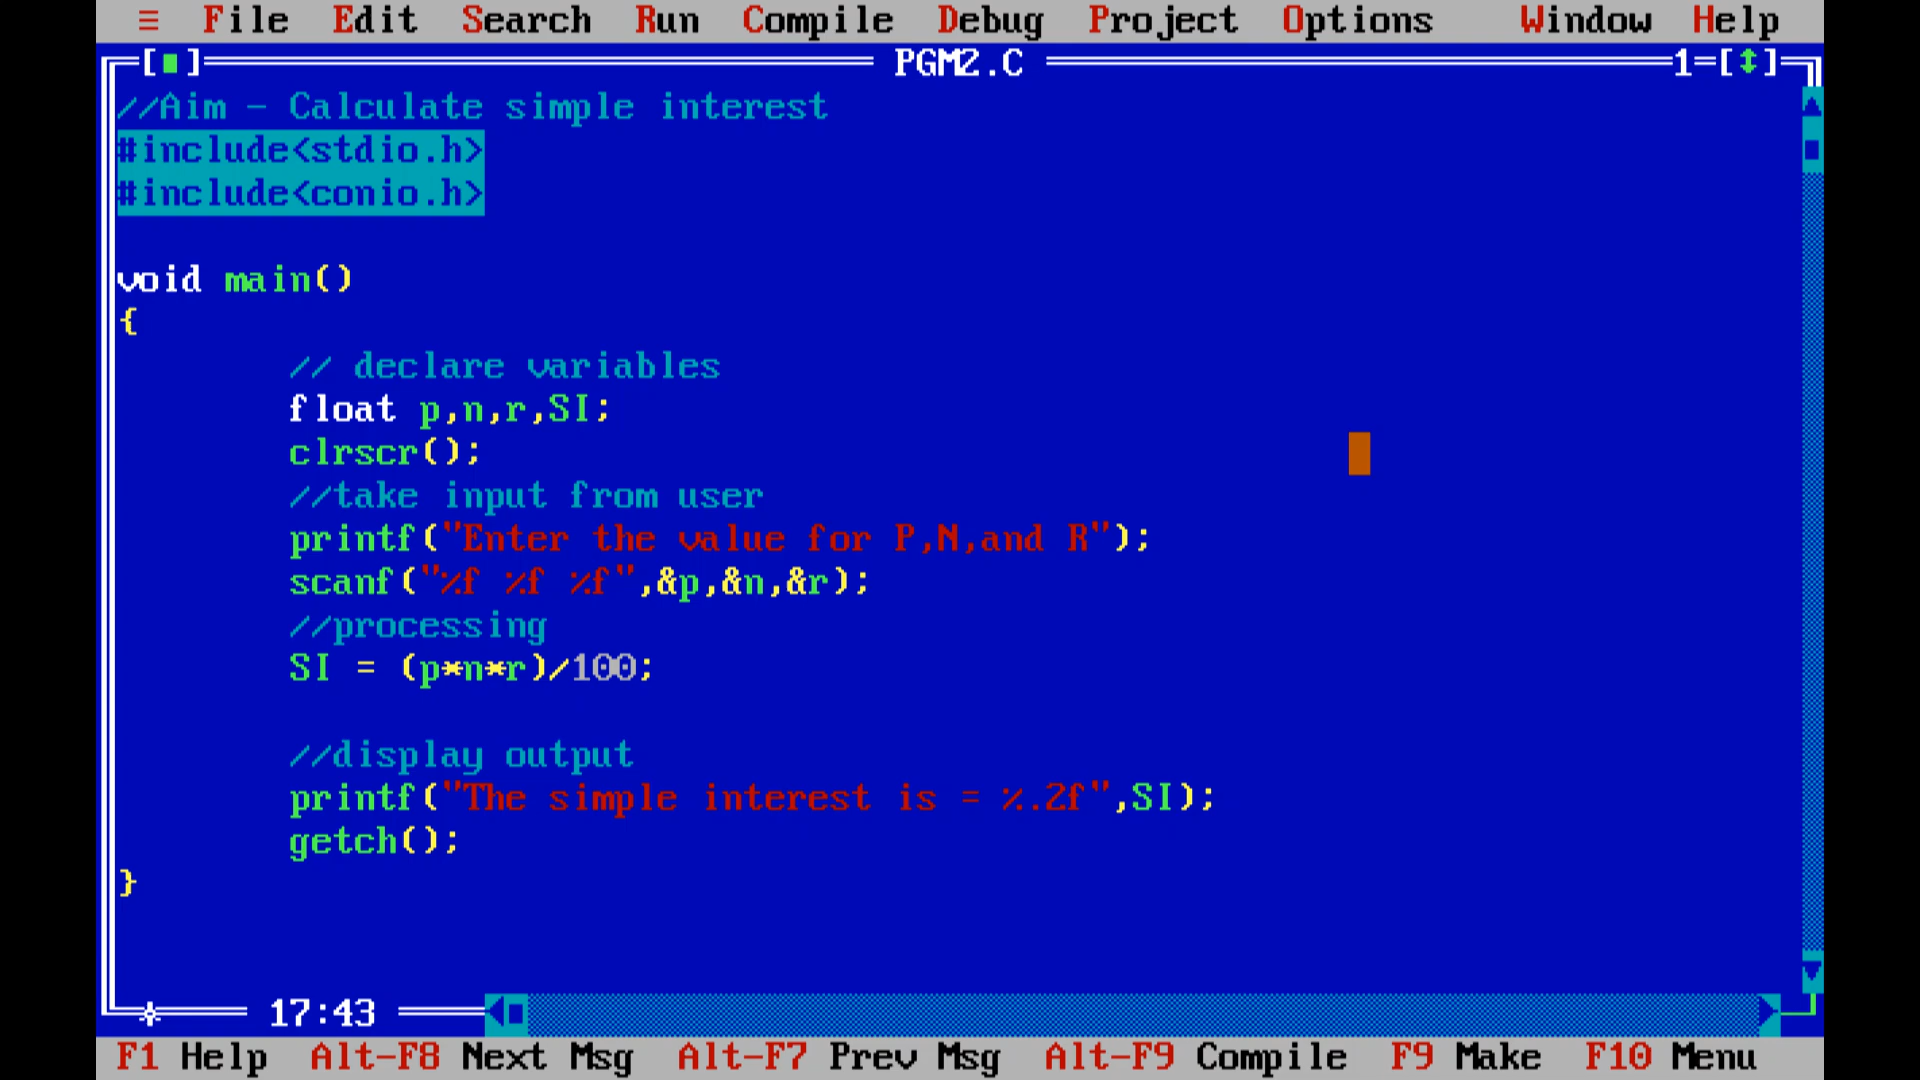 ≡ File Edit Search Run Compile Debug Project Options Window Help
[■] PGM2.C 1=[↕]
//Aim - Calculate simple interest
#include<stdio.h>
#include<conio.h>
void main()
{
// declare variables
float p,n,r,SI;
clrscr();
//take input from user
printf("Enter the value for P,N,and R");
scanf("%f %f %f",&p,&n,&r);
//processing
SI = (p*n*r)/100;
//display output
printf("The simple interest is = %.2f",SI);
getch();
}
17:43
F1 Help Alt-F8 Next Msg Alt-F7 Prev Msg Alt-F9 Compile F9 Make F10 Menu